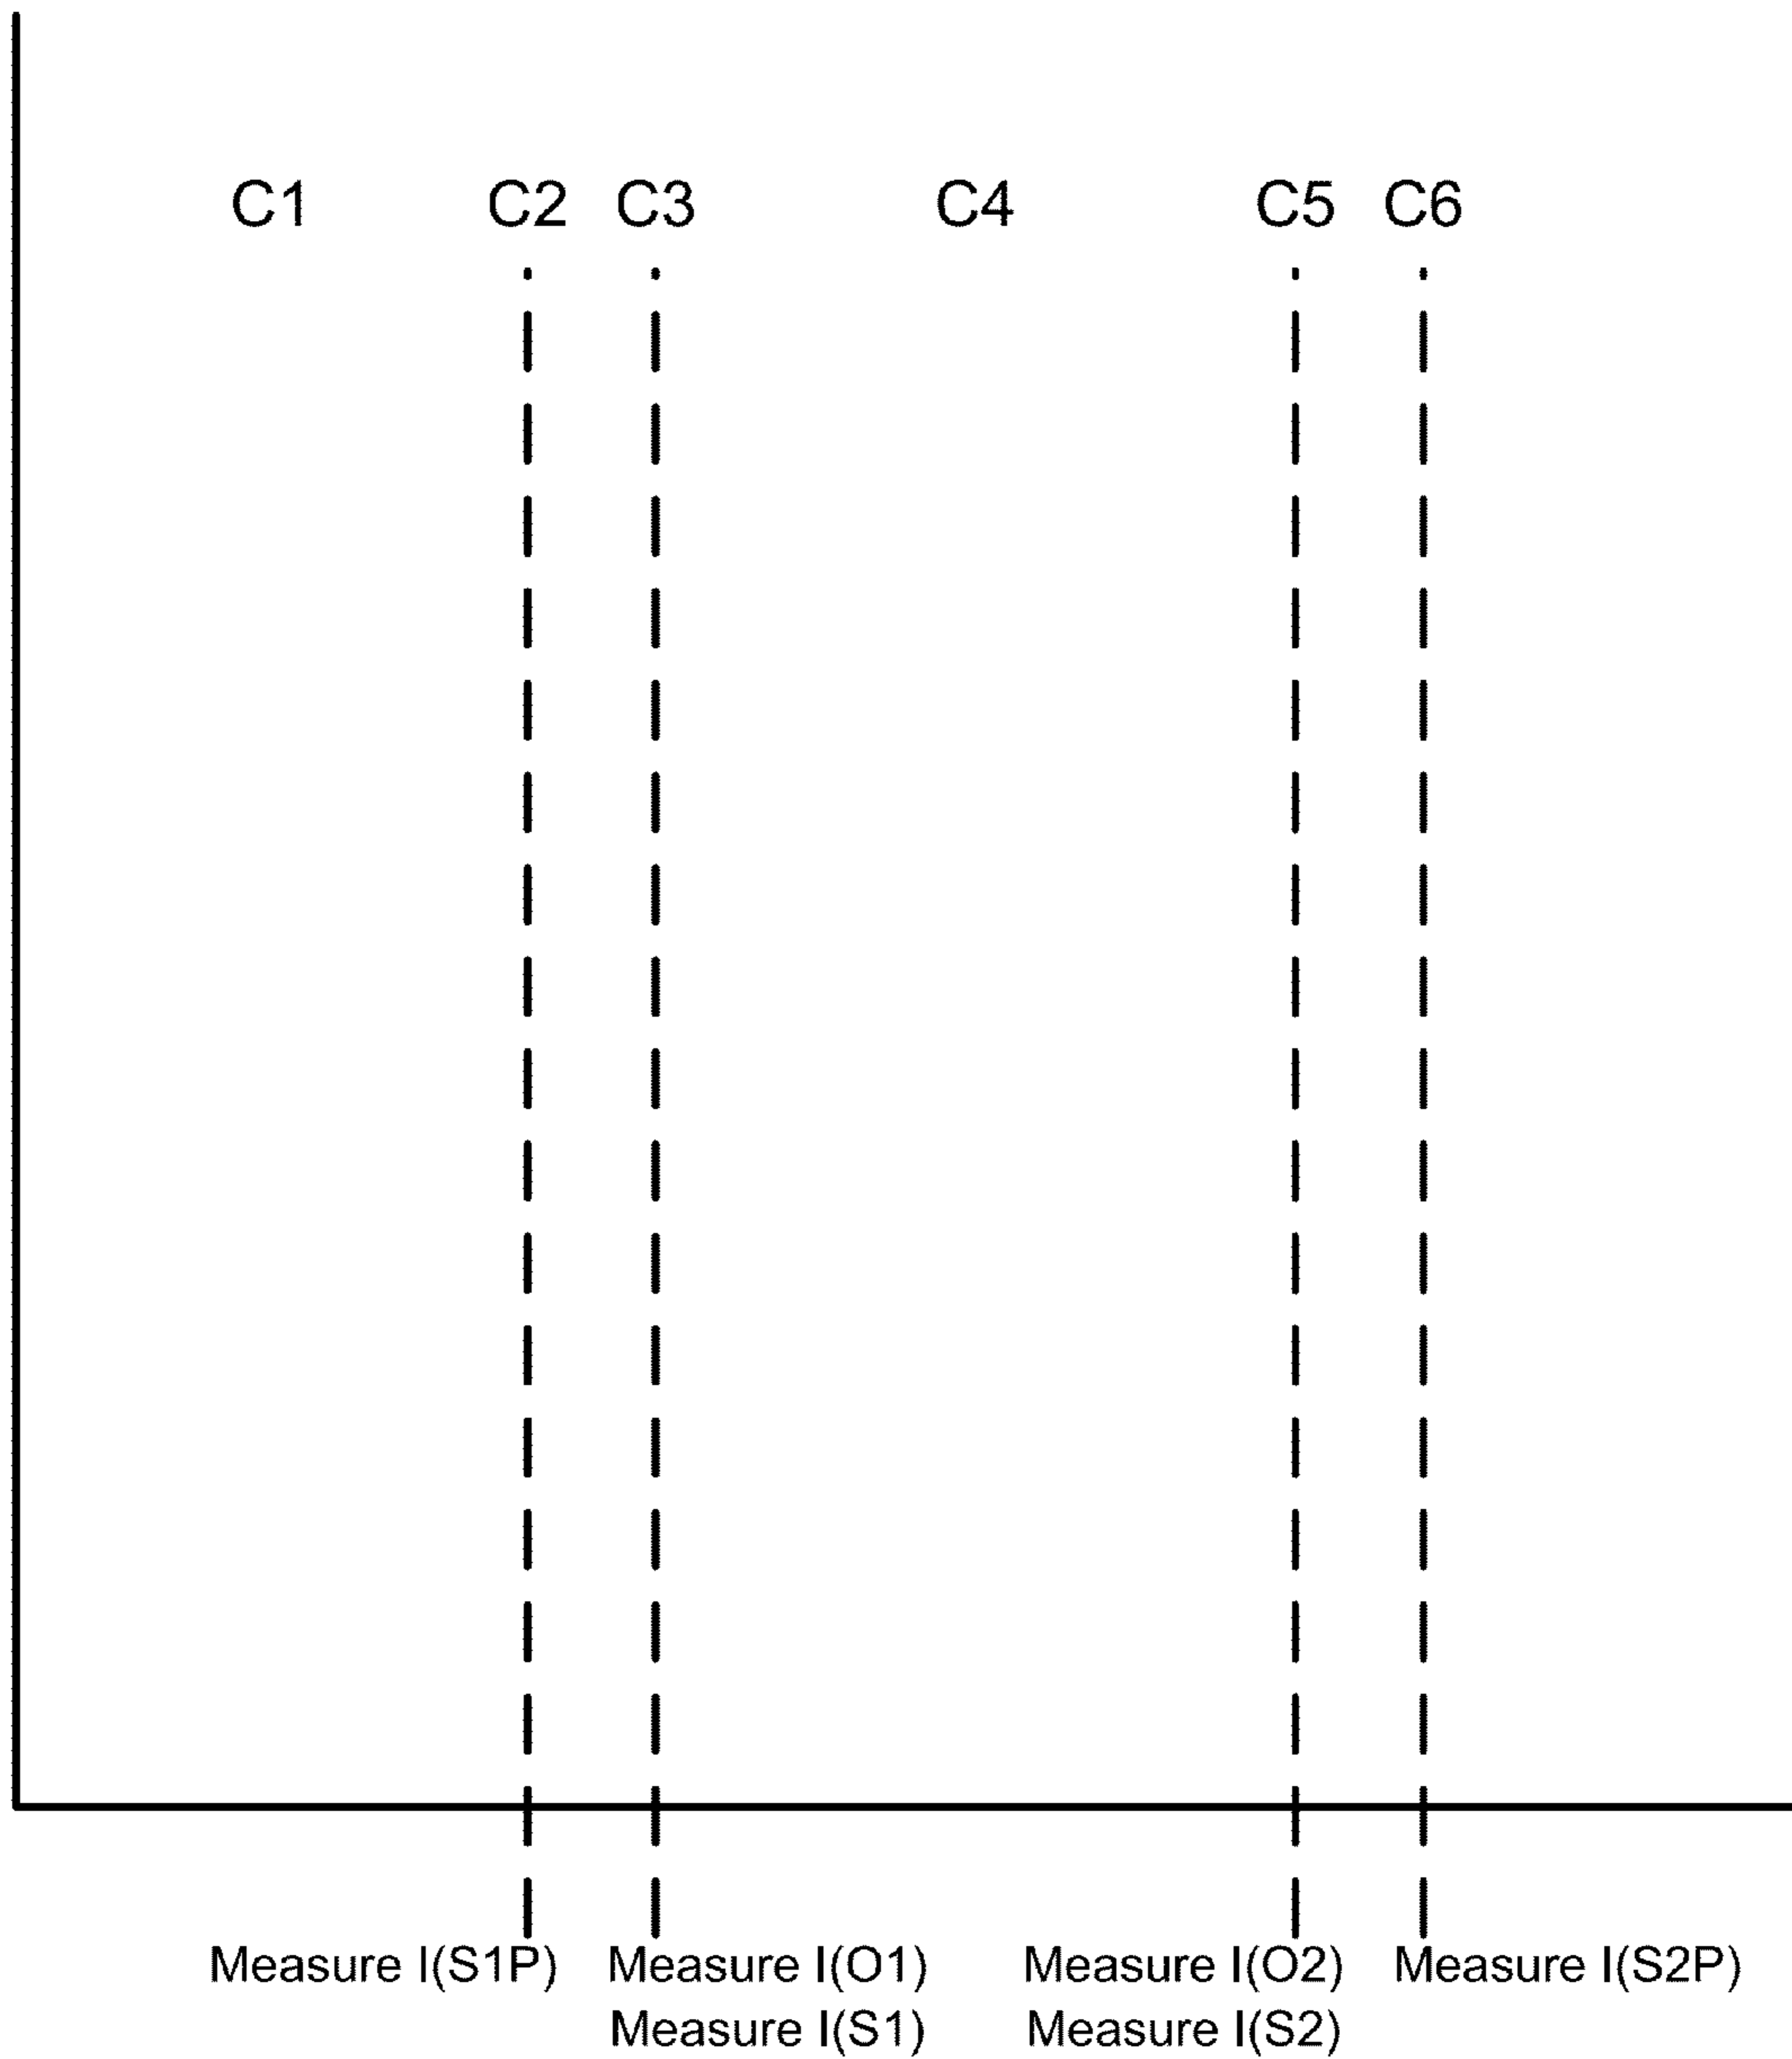 C1 C2 C3 C4 C5 C6
Measure I(S1P) Measure I(O1) Measure I(O2) Measure I(S2P)
Measure I(S1) Measure I(S2)